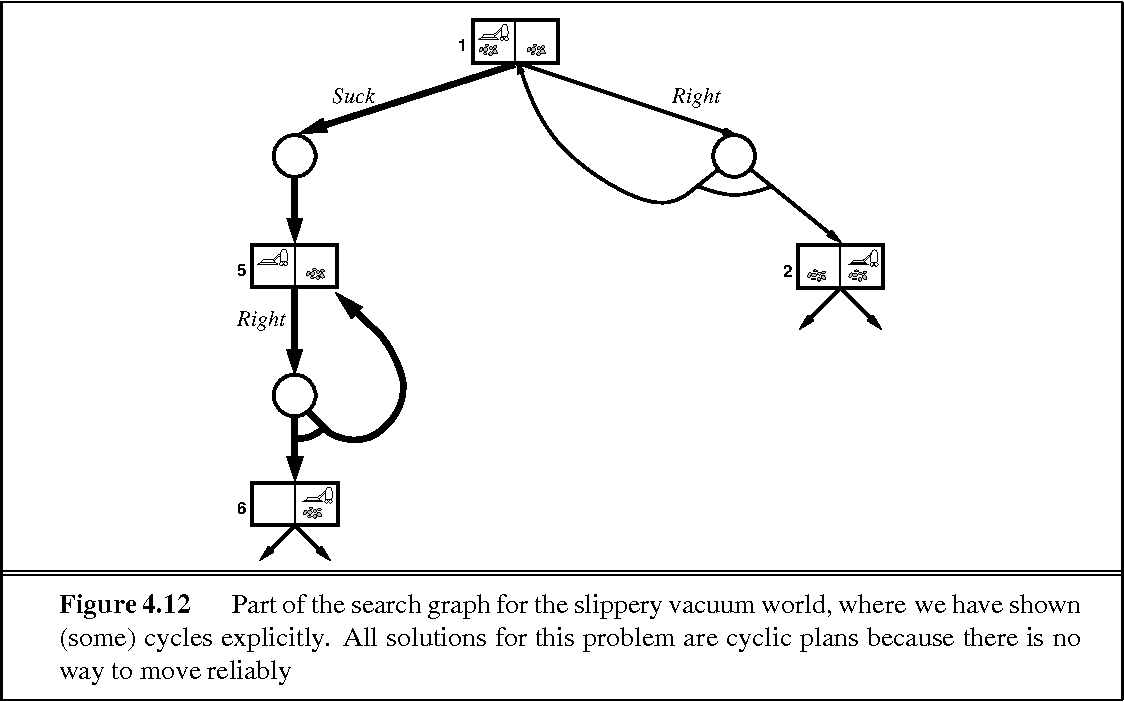 1
Suck
Right
5
2
Right
6
Figure 4.12 Part of the search graph for the slippery vacuum world, where we have shown
(some) cycles explicitly. All solutions for this problem are cyclic plans because there is no
way to move reliably